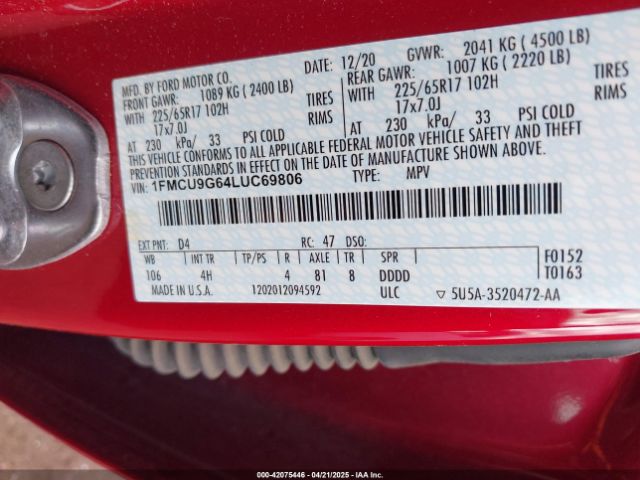 MFD. BY FORD MOTOR CO.
DATE: 12/20 GVWR: 2041 KG ( 4500 LB)
FRONT GAWR: 1089 KG ( 2400 LB)
REAR GAWR: 1007 KG ( 2220 LB)
WITH 225/65R17 102H TIRES
WITH 225/65R17 102H TIRES
17x7.0J RIMS
17x7.0J RIMS
AT 230 kPa/ 33 PSI COLD
AT 230 kPa/ 33 PSI COLD
THIS VEHICLE CONFORMS TO ALL APPLICABLE FEDERAL MOTOR VEHICLE SAFETY AND THEFT
PREVENTION STANDARDS IN EFFECT ON THE DATE OF MANUFACTURE SHOWN ABOVE.
VIN: 1FMCU9G64LUC69806 TYPE: MPV
EXT PNT: D4 RC: 47 DSO:
WB INT TR TP/PS R AXLE TR SPR F0152
106 4H 4 81 8 DDDD T0163
MADE IN U.S.A. 1202012094592 ULC ▽ 5U5A-3520472-AA
000-42075446 - 04/21/2025 - IAAI.com